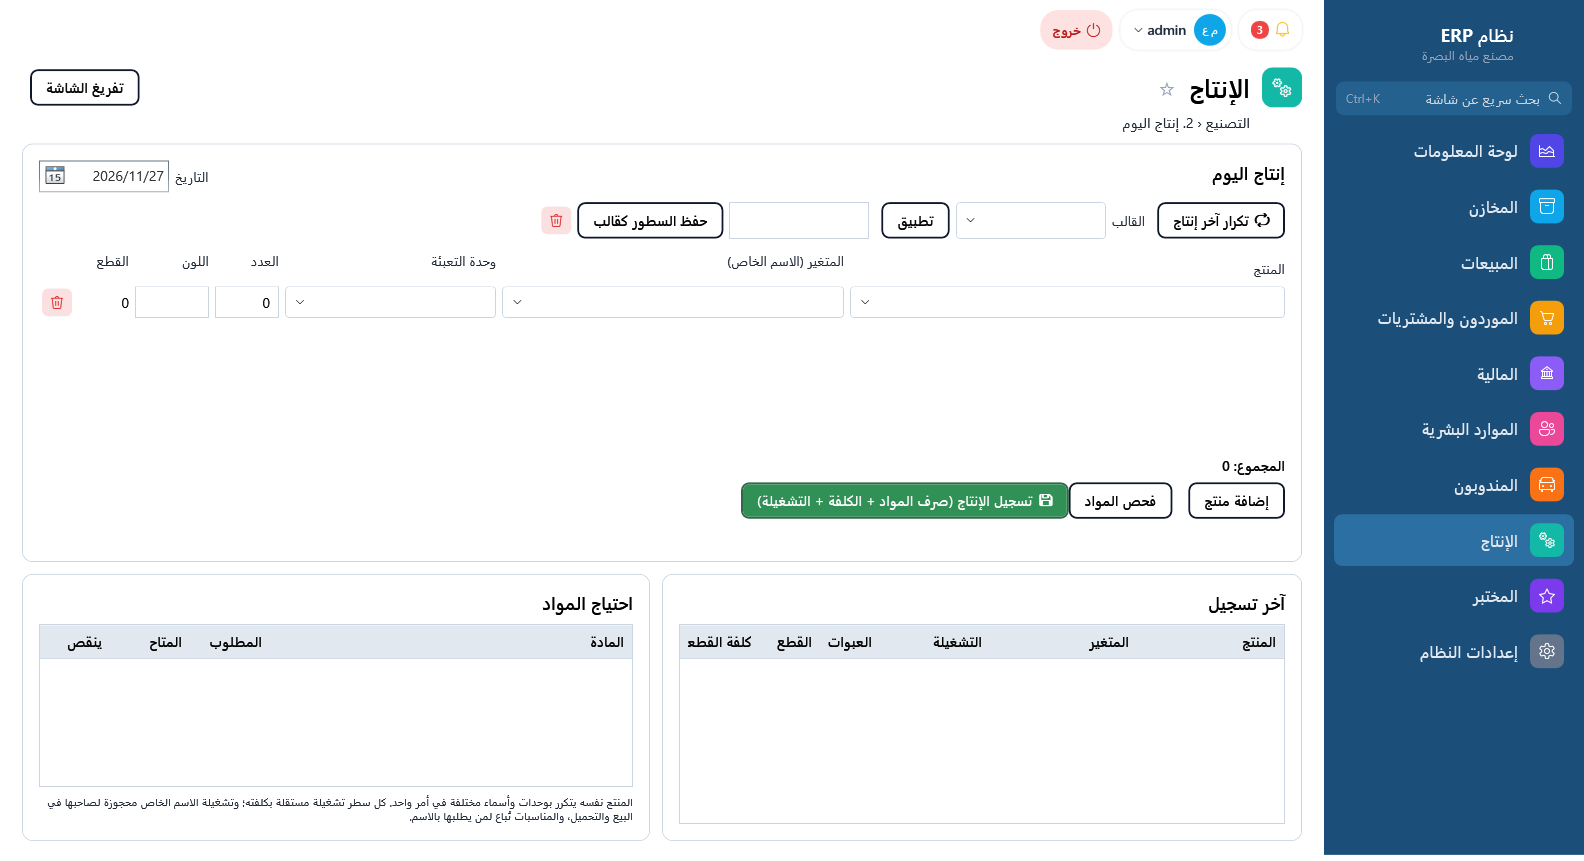 نظام ERP
مصنع مياه البصرة
بحث سريع عن شاشة Ctrl+K
لوحة المعلومات
المخازن
المبيعات
الموردون والمشتريات
المالية
الموارد البشرية
المندوبون
الإنتاج
المختبر
إعدادات النظام
3
م ع admin
خروج
الإنتاج
التصنيع › 2. إنتاج اليوم
تفريغ الشاشة
إنتاج اليوم
التاريخ 2026/11/27 15
تكرار آخر إنتاج القالب تطبيق حفظ السطور كقالب
المنتج المتغير (الاسم الخاص) وحدة التعبئة العدد اللون القطع
0 0
المجموع: 0
إضافة منتج فحص المواد تسجيل الإنتاج (صرف المواد + الكلفة + التشغيلة)
آخر تسجيل
المنتج المتغير التشغيلة العبوات القطع كلفة القطع
احتياج المواد
المادة المطلوب المتاح ينقص
المنتج نفسه يتكرر بوحدات وأسماء مختلفة في أمر واحد. كل سطر تشغيلة مستقلة بكلفته؛ وتشغيلة الاسم الخاص محجوزة لصاحبها في
البيع والتحميل، والمناسبات تُباع لمن يطلبها بالاسم.